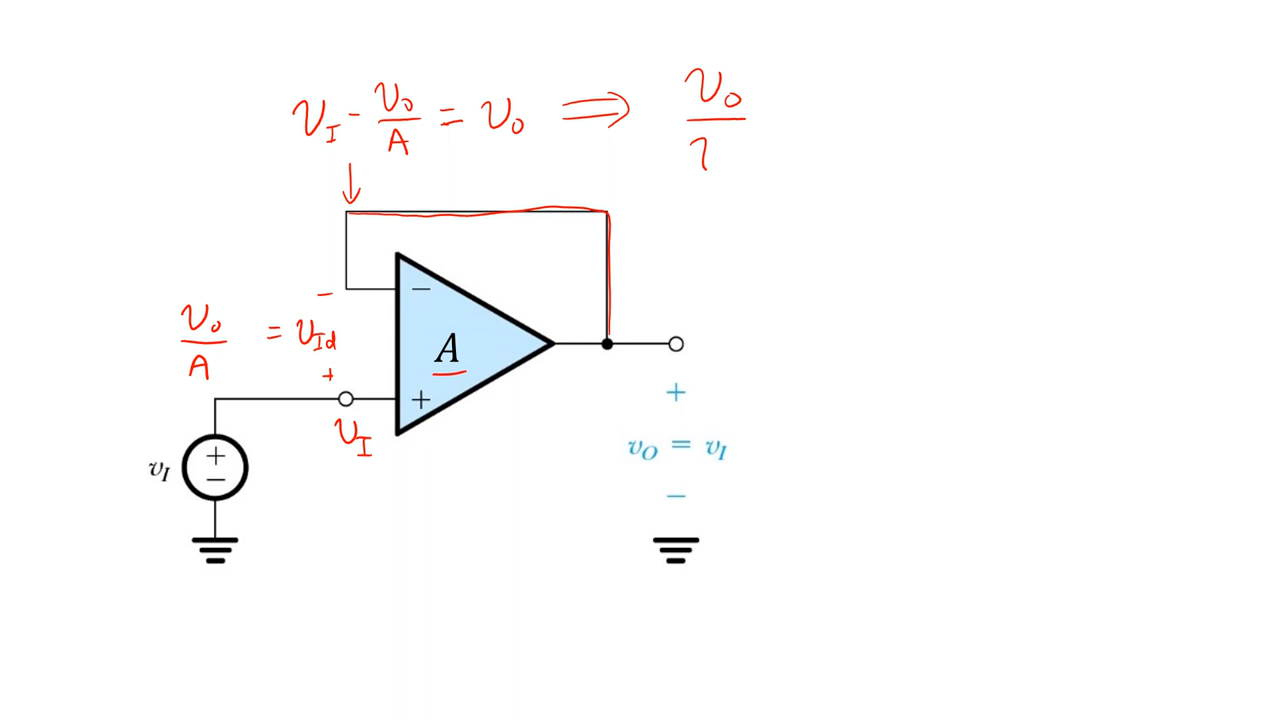 v_I - v_o/A = v_o ⟹ v_o/
−
−
v_o/A = v_Id
A
+
+
v_I
+
v_I
+
−
v_O = v_I
−